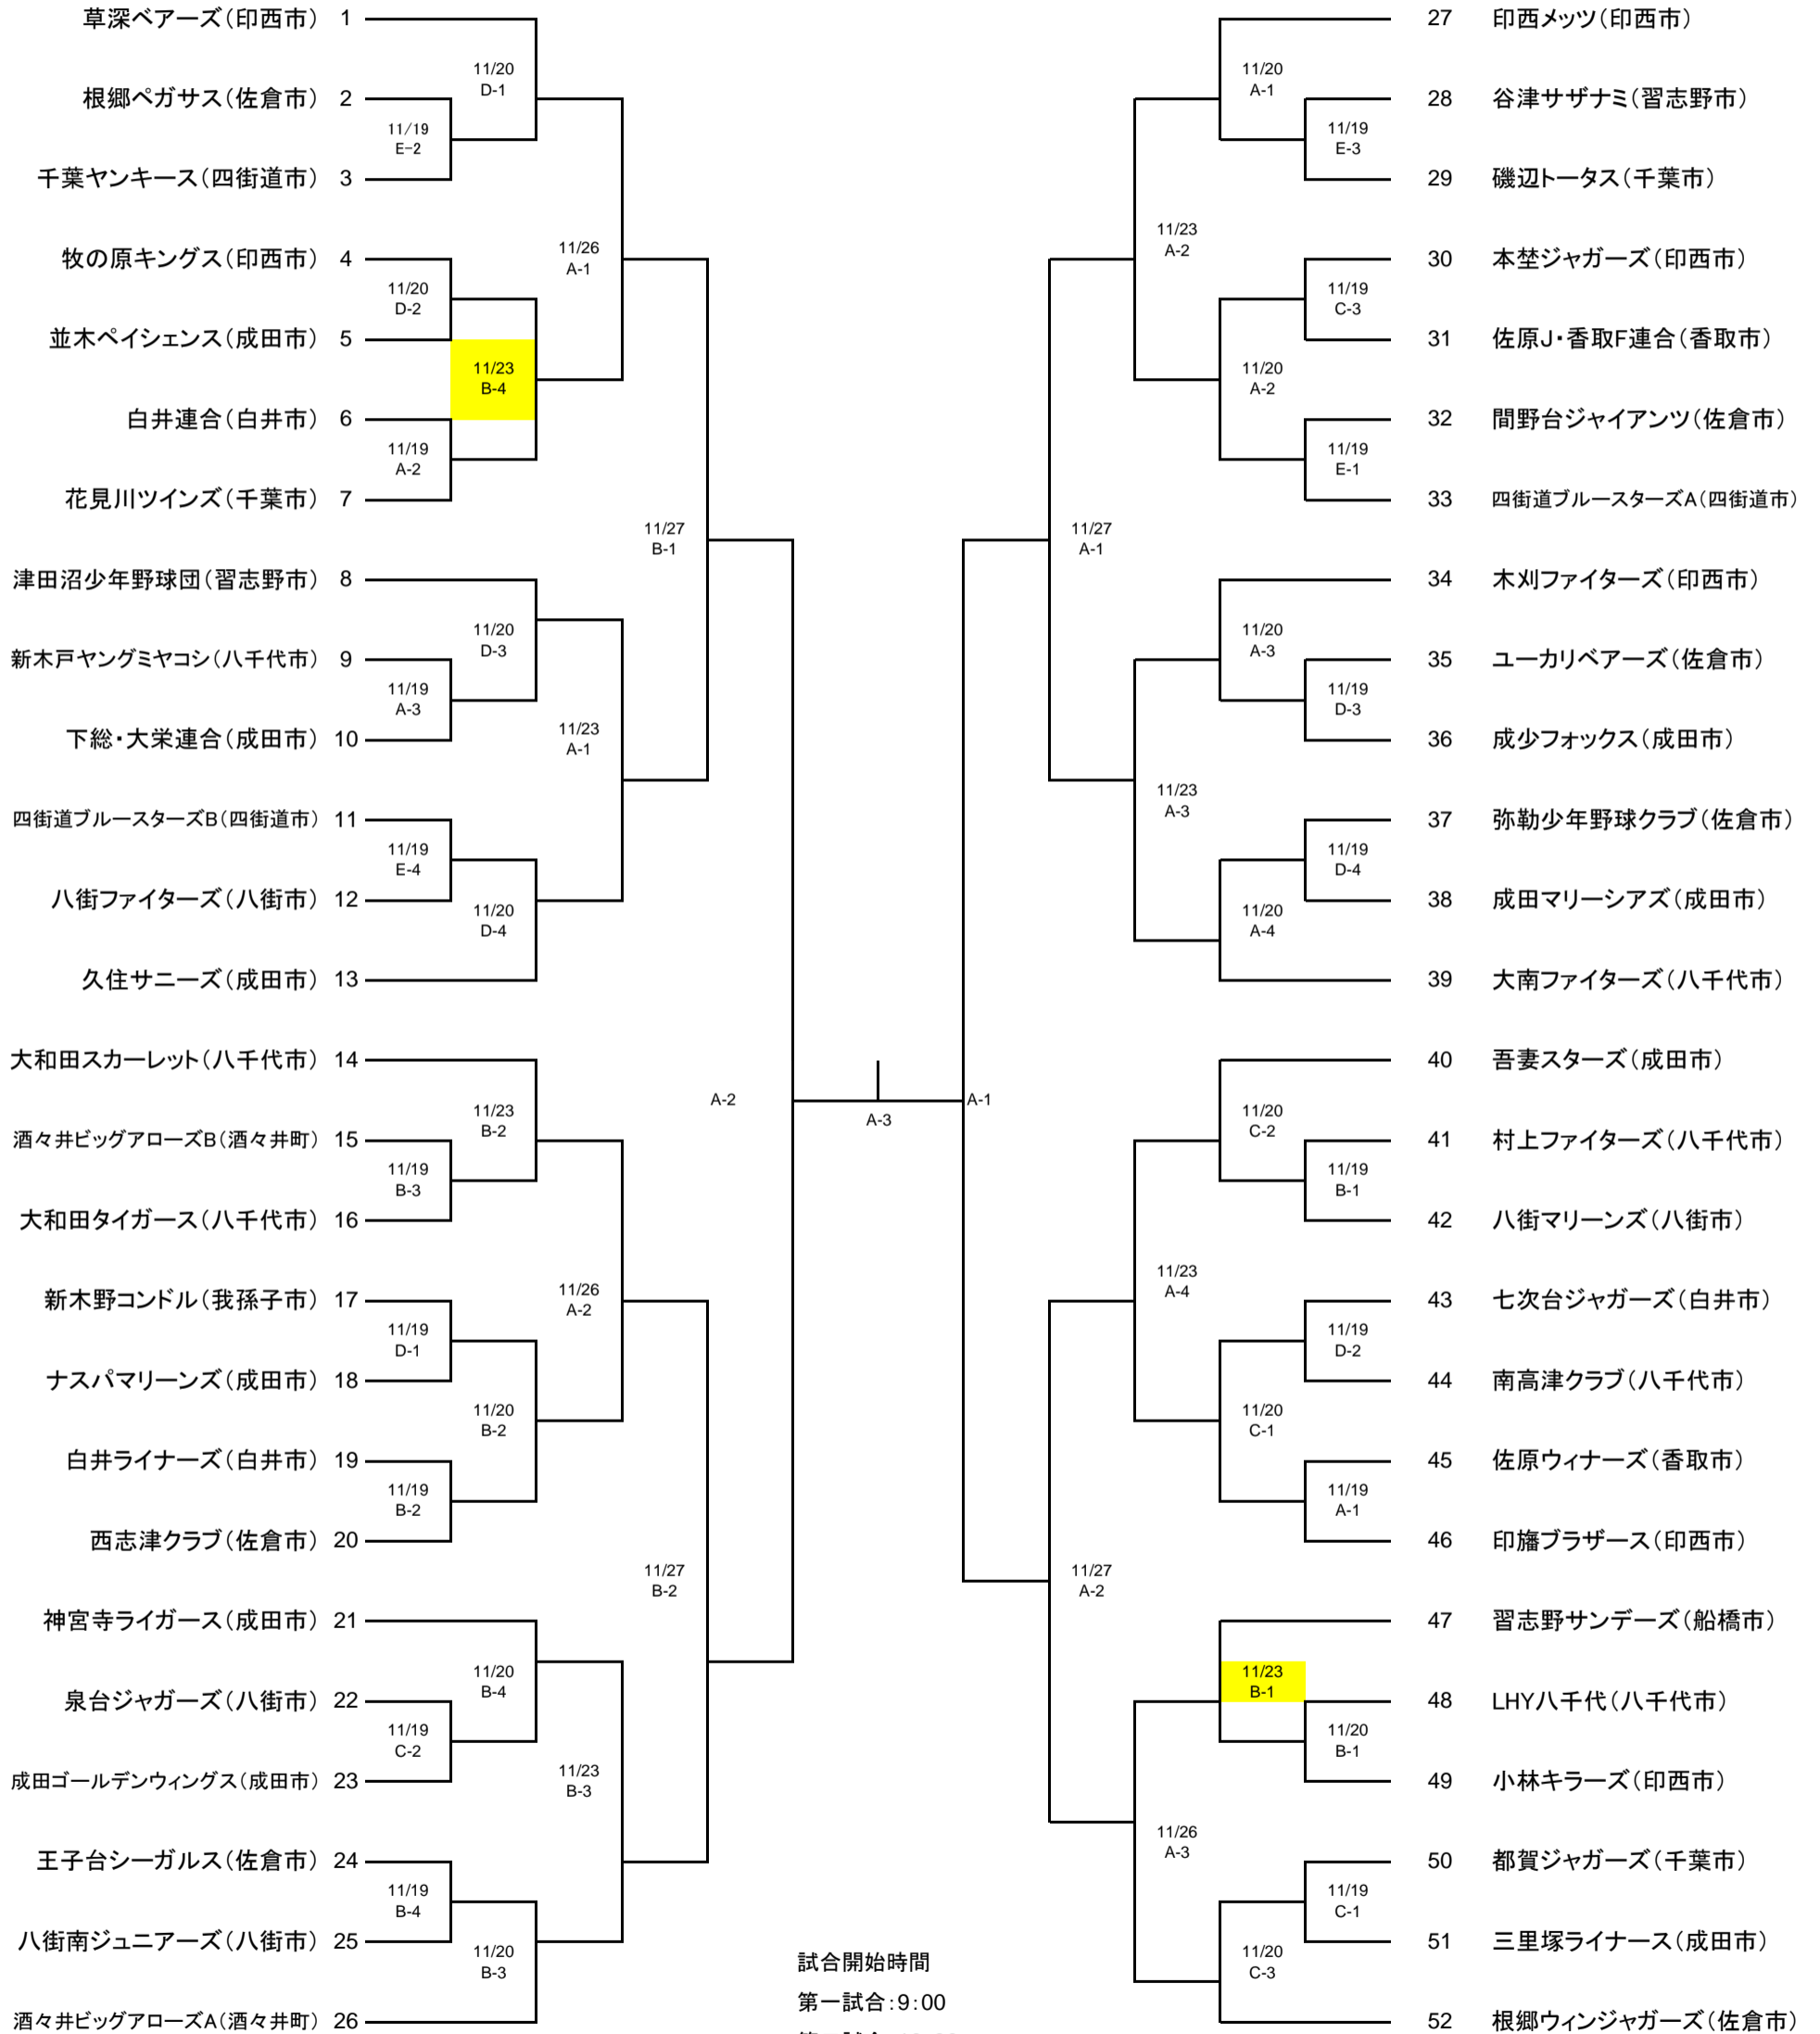 草深ベアーズ(印西市) 1
11/20
D-1
根郷ペガサス(佐倉市) 2
11/19
E-2
千葉ヤンキース(四街道市) 3
11/26
A-1
牧の原キングス(印西市) 4
11/20
D-2
並木ペイシェンス(成田市) 5
11/23
B-4
白井連合(白井市) 6
11/19
A-2
花見川ツインズ(千葉市) 7
11/27
B-1
津田沼少年野球団(習志野市) 8
11/20
D-3
新木戸ヤングミヤコシ(八千代市) 9
11/19
A-3
下総・大栄連合(成田市) 10
11/23
A-1
四街道ブルースターズB(四街道市) 11
11/19
E-4
八街ファイターズ(八街市) 12
11/20
D-4
久住サニーズ(成田市) 13
大和田スカーレット(八千代市) 14
A-2
11/23
B-2
酒々井ビッグアローズB(酒々井町) 15
11/19
B-3
大和田タイガース(八千代市) 16
11/26
A-2
新木野コンドル(我孫子市) 17
11/19
D-1
ナスパマリーンズ(成田市) 18
11/20
B-2
白井ライナーズ(白井市) 19
11/19
B-2
西志津クラブ(佐倉市) 20
11/27
B-2
神宮寺ライガース(成田市) 21
11/20
B-4
泉台ジャガーズ(八街市) 22
11/19
C-2
成田ゴールデンウィングス(成田市) 23
11/23
B-3
王子台シーガルス(佐倉市) 24
11/19
B-4
八街南ジュニアーズ(八街市) 25
11/20
B-3
酒々井ビッグアローズA(酒々井町) 26
A-3
試合開始時間
第一試合:9:00
27 印西メッツ(印西市)
11/20
A-1
28 谷津サザナミ(習志野市)
11/19
E-3
29 磯辺トータス(千葉市)
11/23
A-2
30 本埜ジャガーズ(印西市)
11/19
C-3
31 佐原J・香取F連合(香取市)
11/20
A-2
32 間野台ジャイアンツ(佐倉市)
11/19
E-1
33 四街道ブルースターズA(四街道市)
11/27
A-1
34 木刈ファイターズ(印西市)
11/20
A-3
35 ユーカリベアーズ(佐倉市)
11/19
D-3
36 成少フォックス(成田市)
11/23
A-3
37 弥勒少年野球クラブ(佐倉市)
11/19
D-4
38 成田マリーシアズ(成田市)
11/20
A-4
39 大南ファイターズ(八千代市)
40 吾妻スターズ(成田市)
A-1
11/20
C-2
41 村上ファイターズ(八千代市)
11/19
B-1
42 八街マリーンズ(八街市)
11/23
A-4
43 七次台ジャガーズ(白井市)
11/19
D-2
44 南高津クラブ(八千代市)
11/20
C-1
45 佐原ウィナーズ(香取市)
11/19
A-1
46 印旛ブラザース(印西市)
11/27
A-2
47 習志野サンデーズ(船橋市)
11/23
B-1
48 LHY八千代(八千代市)
11/20
B-1
49 小林キラーズ(印西市)
11/26
A-3
50 都賀ジャガーズ(千葉市)
11/19
C-1
51 三里塚ライナース(成田市)
11/20
C-3
52 根郷ウィンジャガーズ(佐倉市)